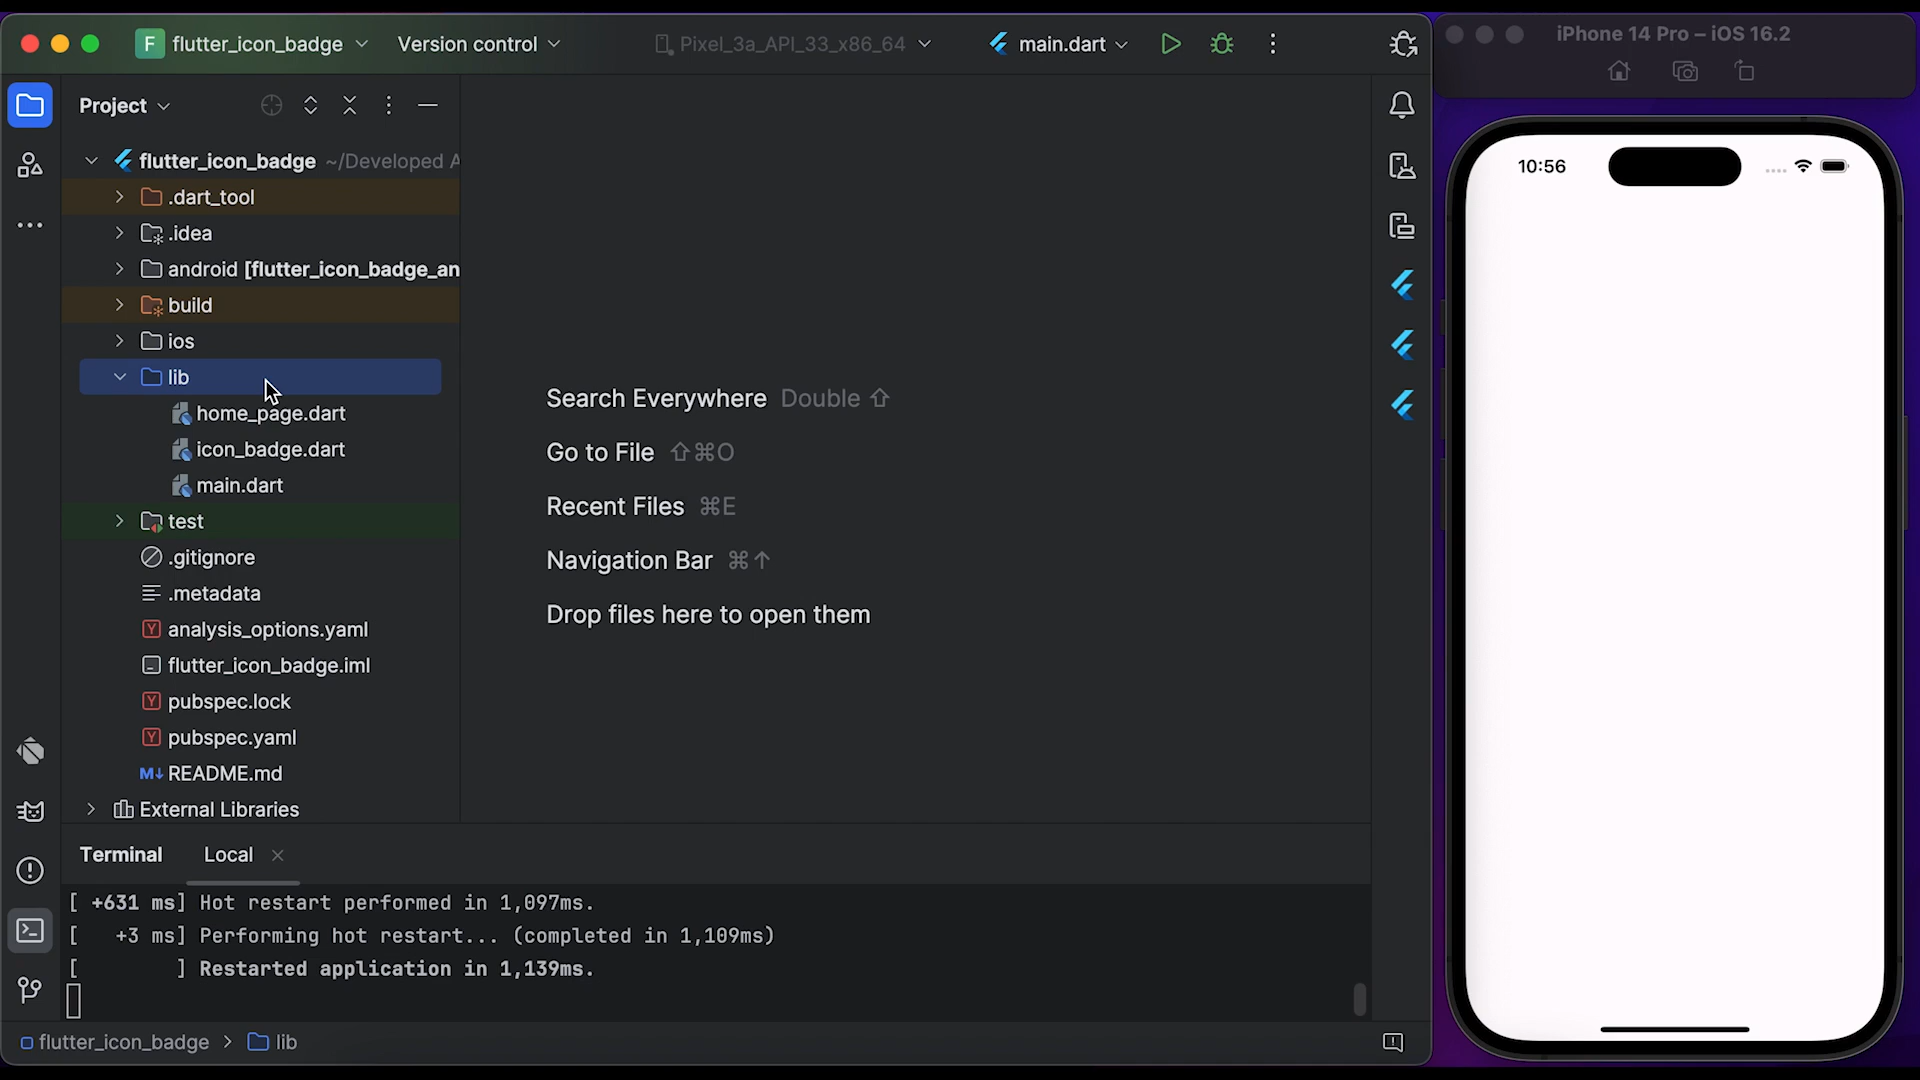 F flutter_icon_badge Version control Pixel_3a_API_33_x86_64 main.dart
iPhone 14 Pro – iOS 16.2
Project
flutter_icon_badge ~/Developed A
.dart_tool
.idea
android [flutter_icon_badge_an
build
ios
lib
home_page.dart
icon_badge.dart
main.dart
test
.gitignore
.metadata
Y analysis_options.yaml
flutter_icon_badge.iml
Y pubspec.lock
Y pubspec.yaml
M↓ README.md
External Libraries
Search Everywhere Double ⇧
Go to File ⇧⌘O
Recent Files ⌘E
Navigation Bar ⌘↑
Drop files here to open them
10:56
Terminal Local
[ +631 ms] Hot restart performed in 1,097ms.
[ +3 ms] Performing hot restart... (completed in 1,109ms)
[ ] Restarted application in 1,139ms.
flutter_icon_badge > lib